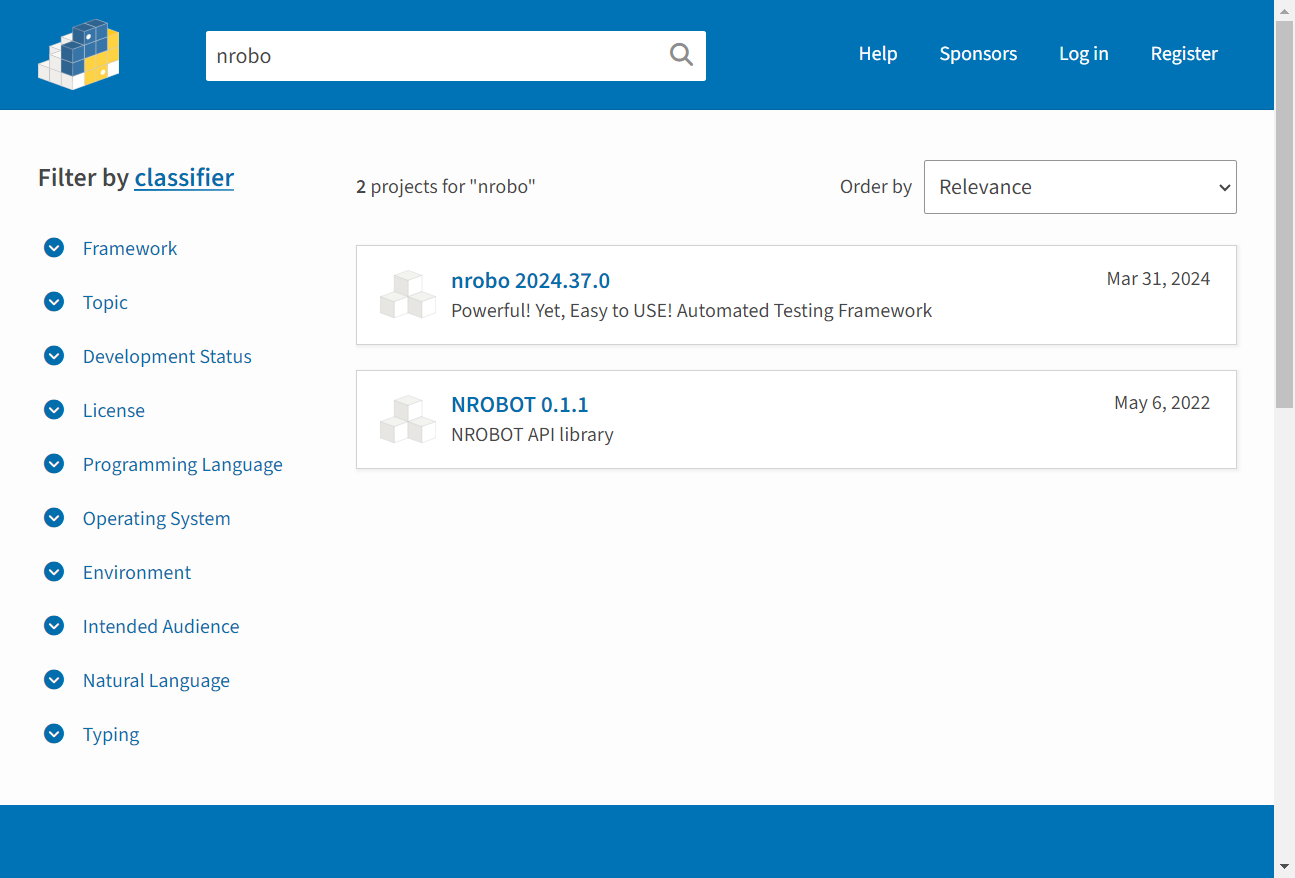 nrobo
Help
Sponsors
Log in
Register
Filter by classifier
Framework
Topic
Development Status
License
Programming Language
Operating System
Environment
Intended Audience
Natural Language
Typing
2 projects for "nrobo"
Order by
Relevance
nrobo 2024.37.0
Mar 31, 2024
Powerful! Yet, Easy to USE! Automated Testing Framework
NROBOT 0.1.1
May 6, 2022
NROBOT API library